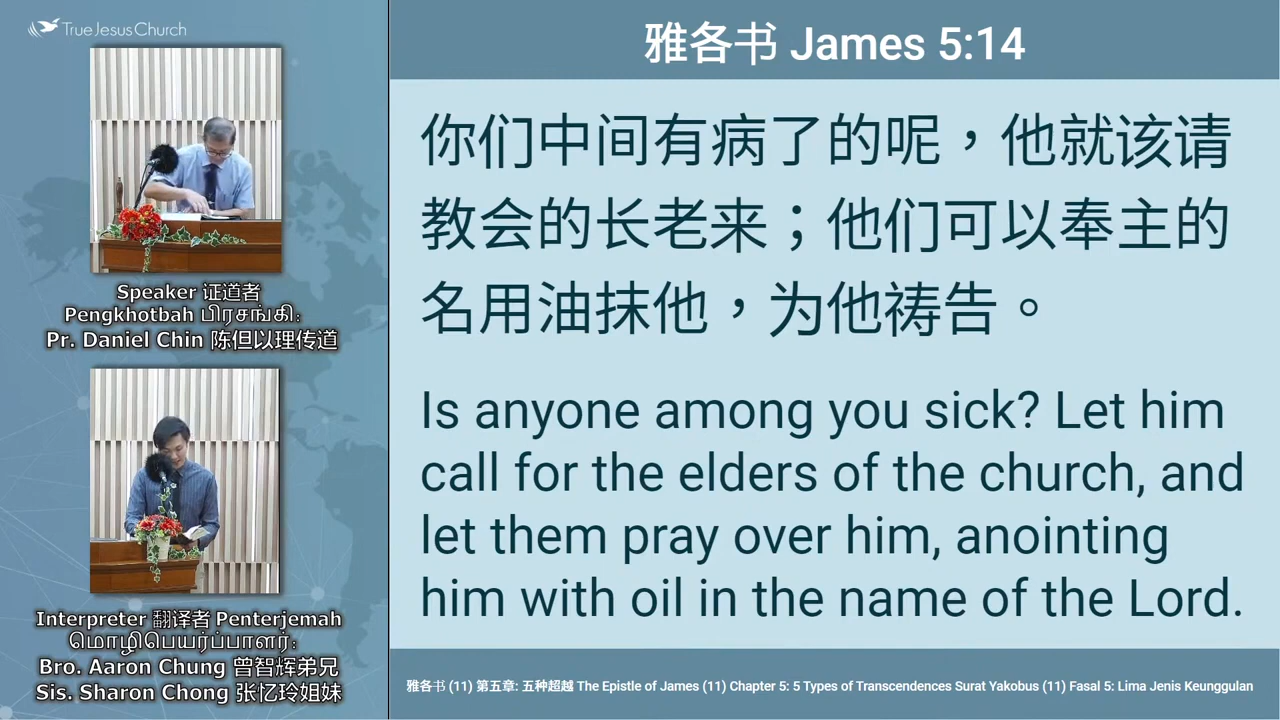 True Jesus Church
Speaker 证道者
Pengkhotbah பிரசங்கி:
Pr. Daniel Chin 陈但以理传道
Interpreter 翻译者 Penterjemah
மொழிபெயர்ப்பாளர்:
Bro. Aaron Chung 曾智辉弟兄
Sis. Sharon Chong 张忆玲姐妹
雅各书 James 5:14
你们中间有病了的呢，他就该请
教会的长老来；他们可以奉主的
名用油抹他，为他祷告。
Is anyone among you sick? Let him
call for the elders of the church, and
let them pray over him, anointing
him with oil in the name of the Lord.
雅各书 (11) 第五章: 五种超越 The Epistle of James (11) Chapter 5: 5 Types of Transcendences Surat Yakobus (11) Fasal 5: Lima Jenis Keunggulan